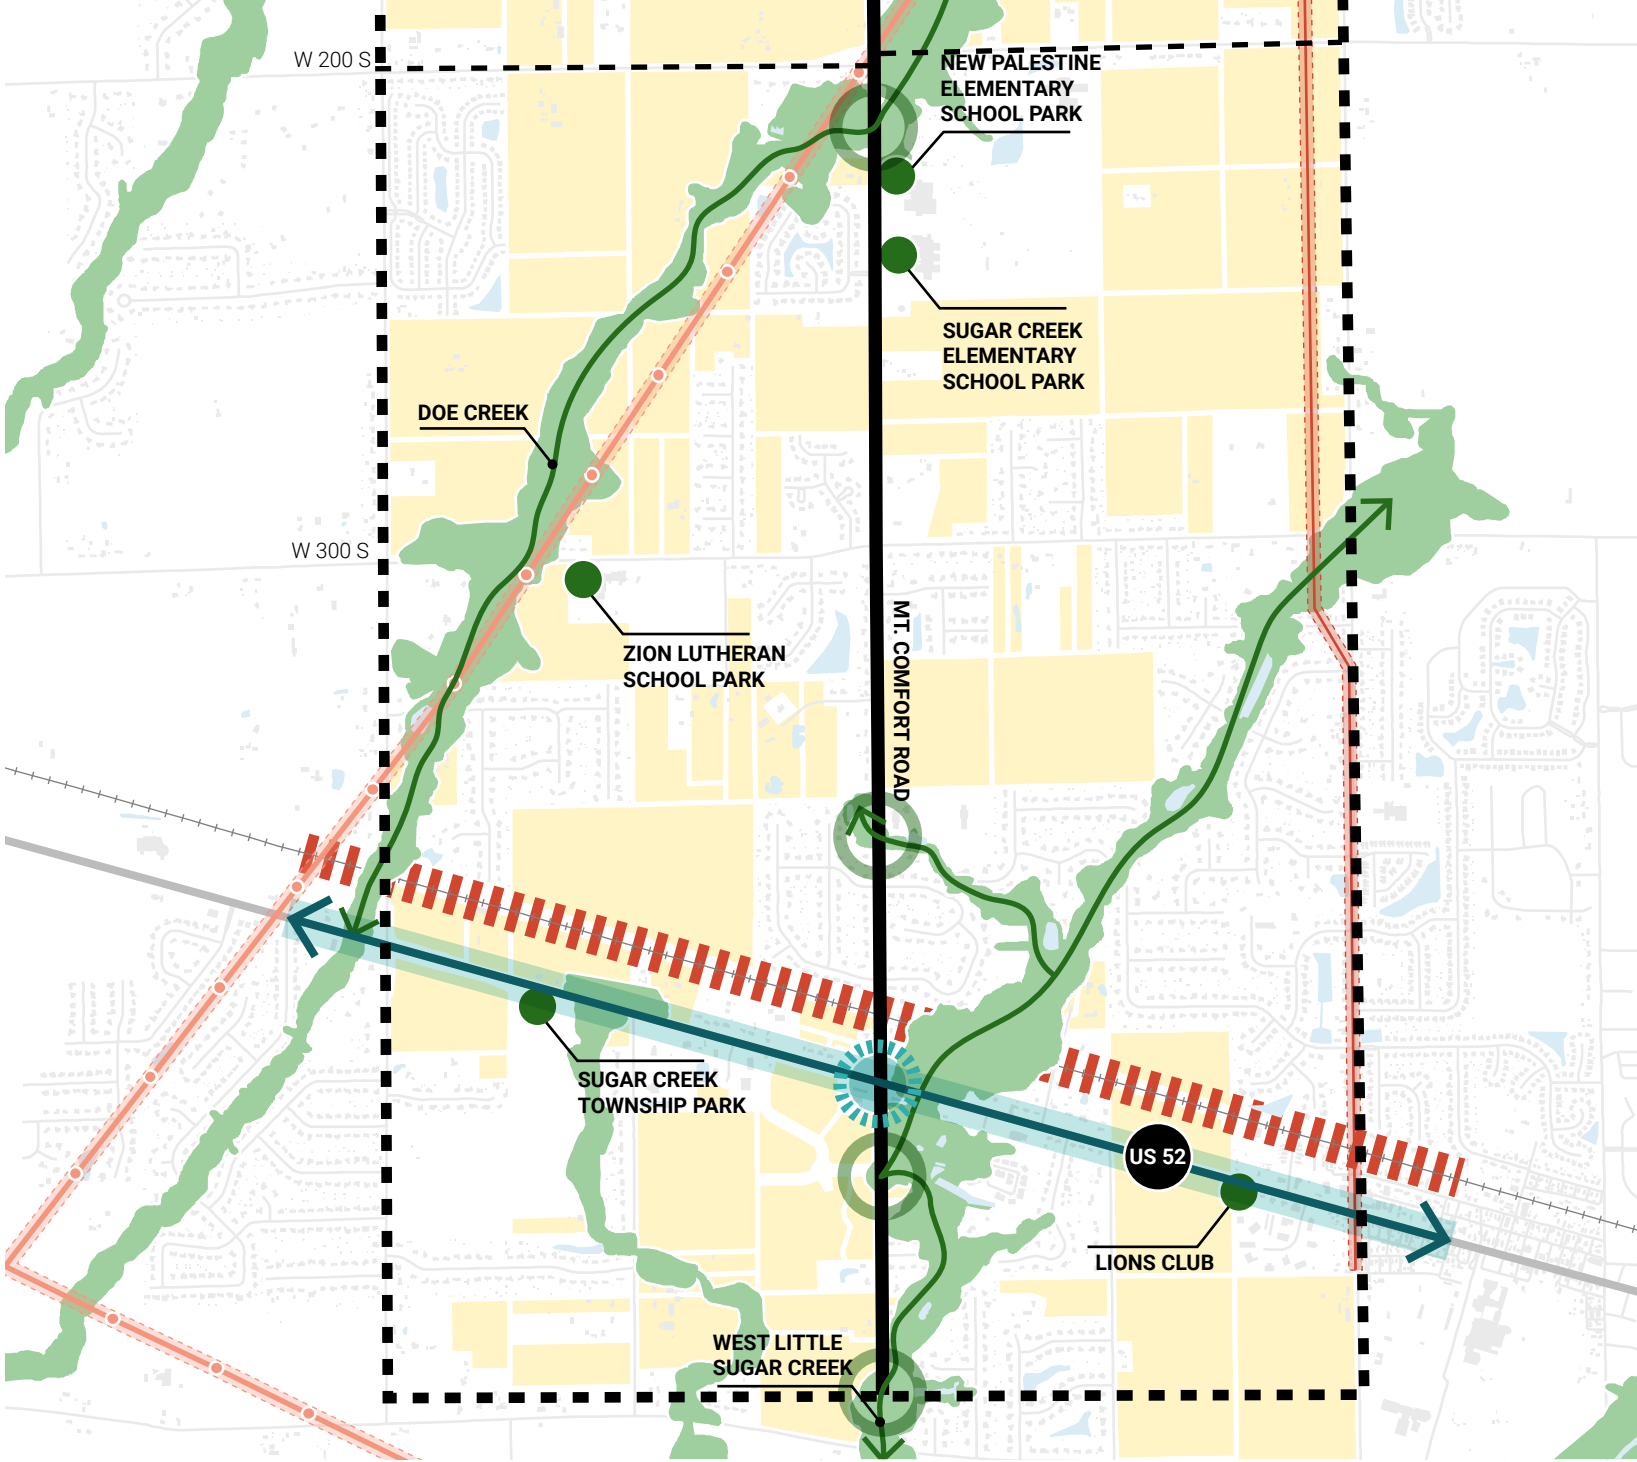 W 200 S
NEW PALESTINE
ELEMENTARY
SCHOOL PARK
SUGAR CREEK
ELEMENTARY
SCHOOL PARK
DOE CREEK
W 300 S
ZION LUTHERAN
SCHOOL PARK
MT. COMFORT ROAD
SUGAR CREEK
TOWNSHIP PARK
US 52
LIONS CLUB
WEST LITTLE
SUGAR CREEK